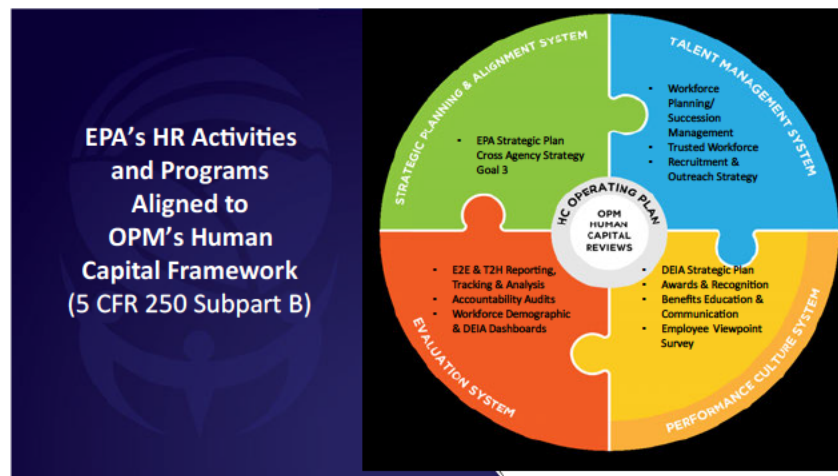 EPA's HR Activities
and Programs
Aligned to
OPM's Human
Capital Framework
(5 CFR 250 Subpart B)
STRATEGIC PLANNING & ALIGNMENT SYSTEM
• EPA Strategic Plan
Cross Agency Strategy
Goal 3
TALENT MANAGEMENT SYSTEM
• Workforce
Planning/
Succession
Management
• Trusted Workforce
• Recruitment &
Outreach Strategy
HC OPERATING PLAN
OPM
HUMAN
CAPITAL
REVIEWS
• E2E & T2H Reporting,
Tracking & Analysis
• Accountability Audits
• Workforce Demographic
& DEIA Dashboards
EVALUATION SYSTEM
• DEIA Strategic Plan
• Awards & Recognition
• Benefits Education &
Communication
• Employee Viewpoint
Survey
PERFORMANCE CULTURE SYSTEM